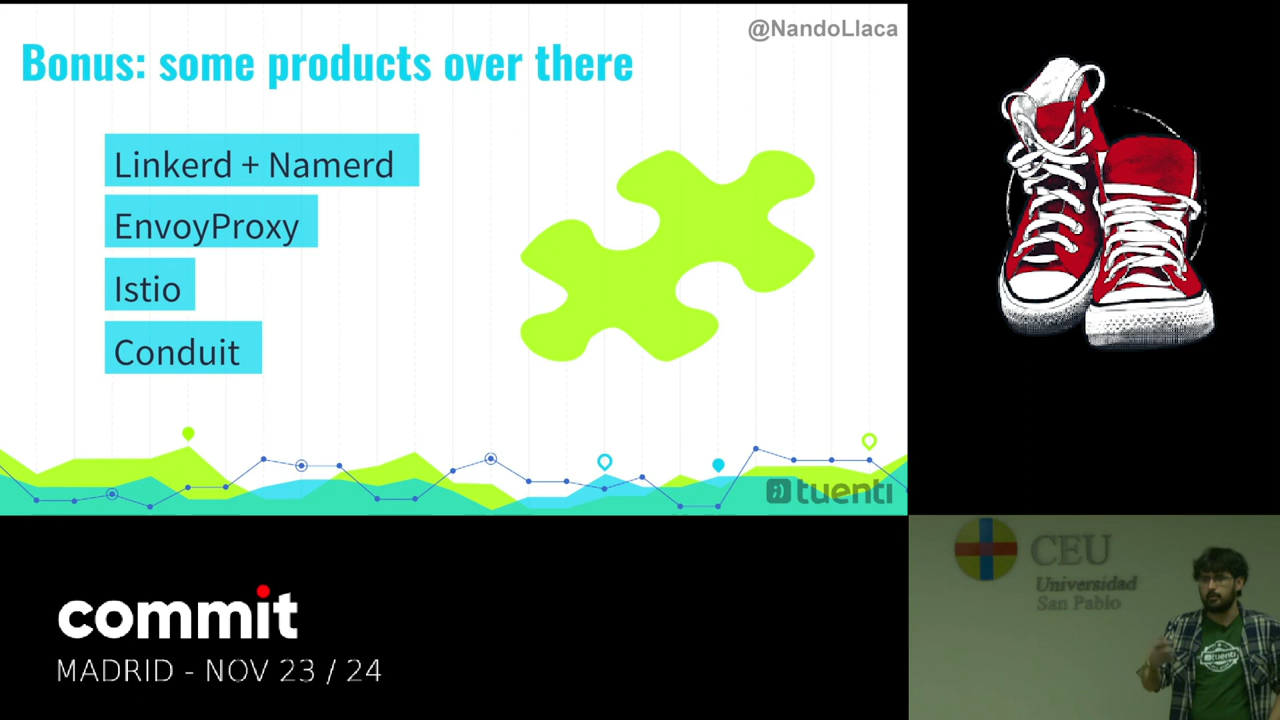 @NandoLlaca
Bonus: some products over there
Linkerd + Namerd
EnvoyProxy
Istio
Conduit
tuenti
commit
MADRID - NOV 23 / 24
CEU
Universidad
San Pablo
tuenti